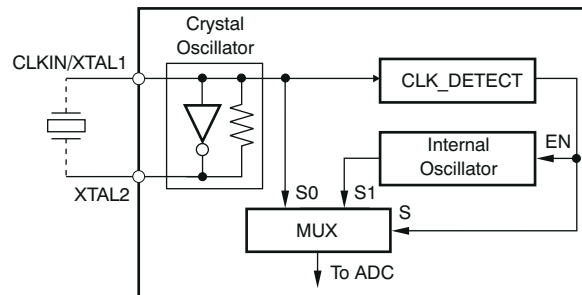 Crystal
Oscillator
CLKIN/XTAL1
CLK_DETECT
Internal
Oscillator
EN
XTAL2
S0
S1
S
MUX
To ADC